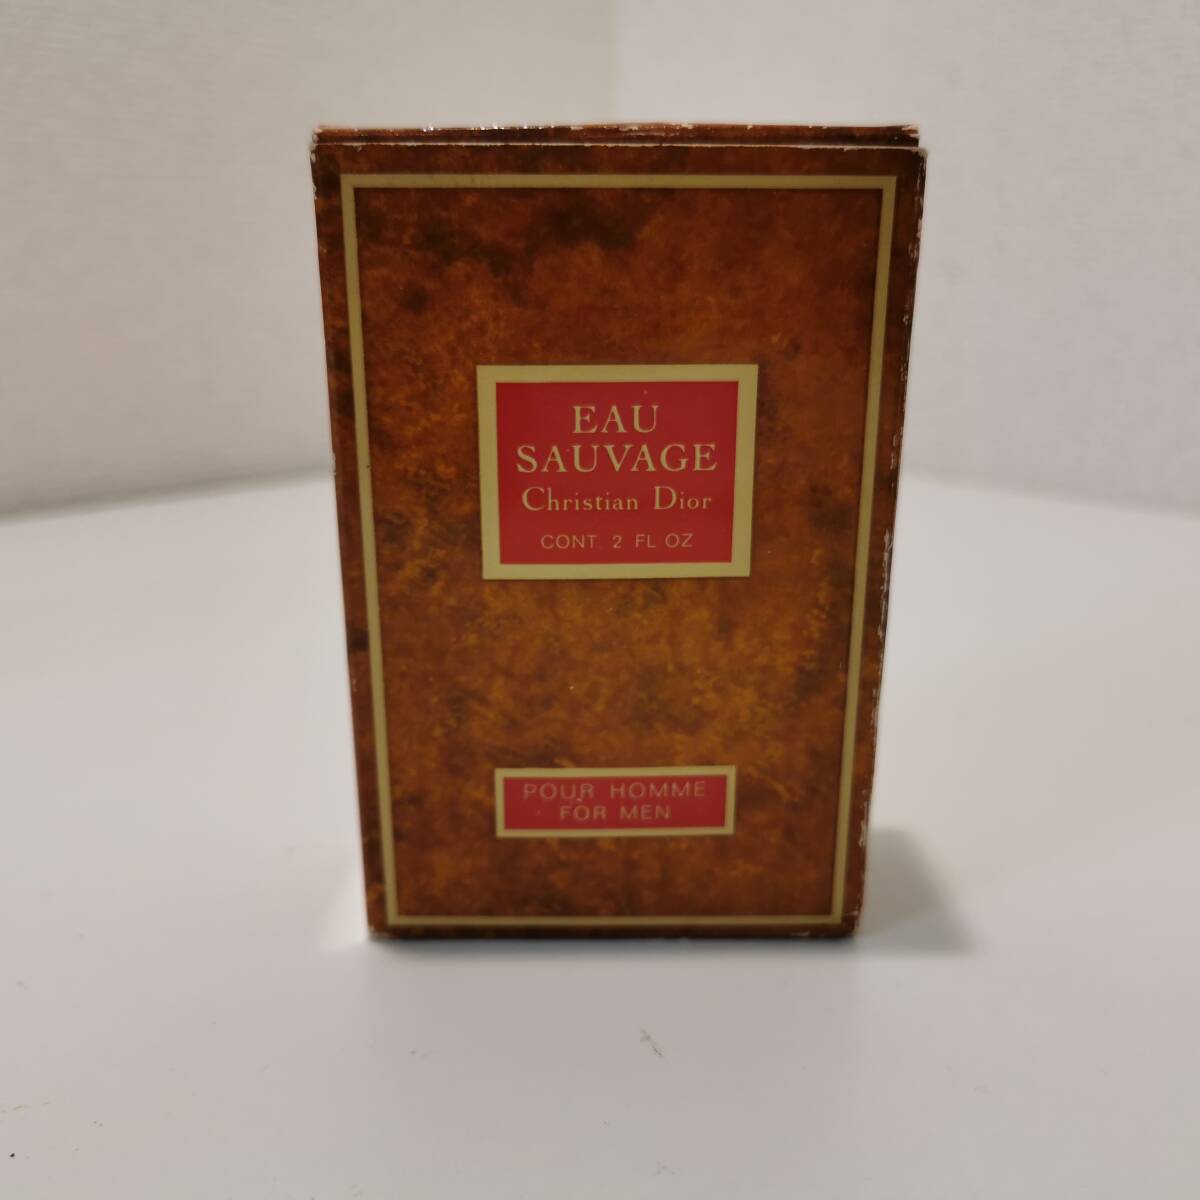 EAU
SAUVAGE
Christian Dior
CONT. 2 FL OZ
POUR HOMME
FOR MEN